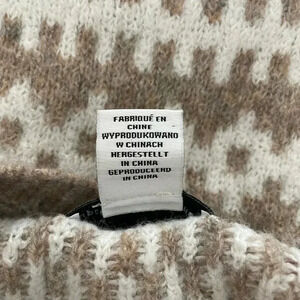 FABRIQUÉ EN
CHINE
WYPRODUKOWANO
W CHINACH
HERGESTELLT
IN CHINA
GEPRODUCEERD
IN CHINA